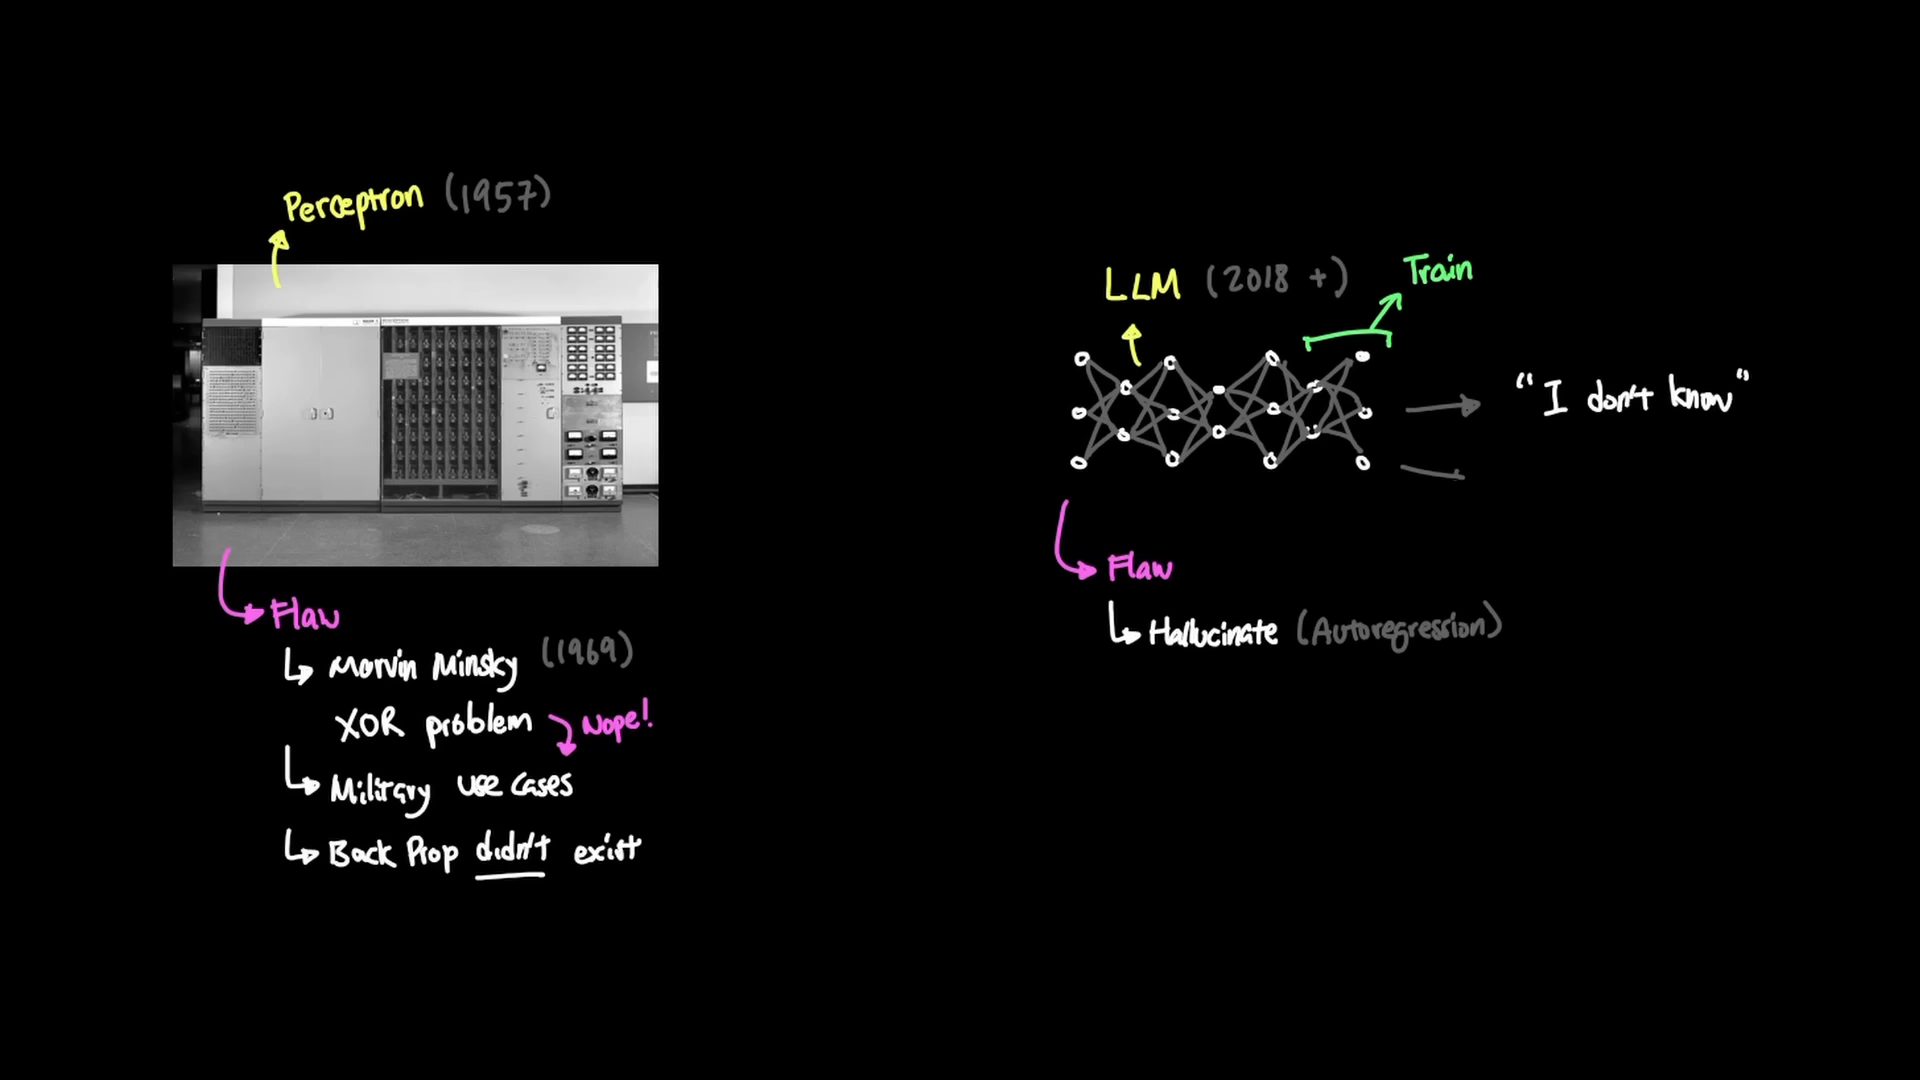 Perceptron (1957)
Flaw
Marvin Minsky (1969)
XOR problem Nope!
Military use cases
Back Prop didn't exist
LLM (2018 +)
Train
"I don't know"
Flaw
Hallucinate (Autoregression)